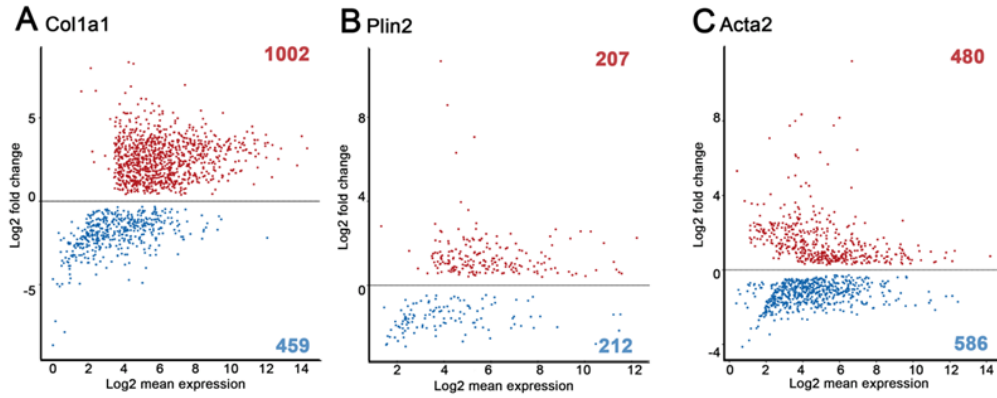 A Col1a1
1002
5
0
-5
Log2 fold change
459
0 2 4 6 8 10 12 14
Log2 mean expression
B Plin2
207
8
4
0
Log2 fold change
212
2 4 6 8 10 12
Log2 mean expression
C Acta2
480
8
4
0
-4
Log2 fold change
586
0 2 4 6 8 10 12 14
Log2 mean expression